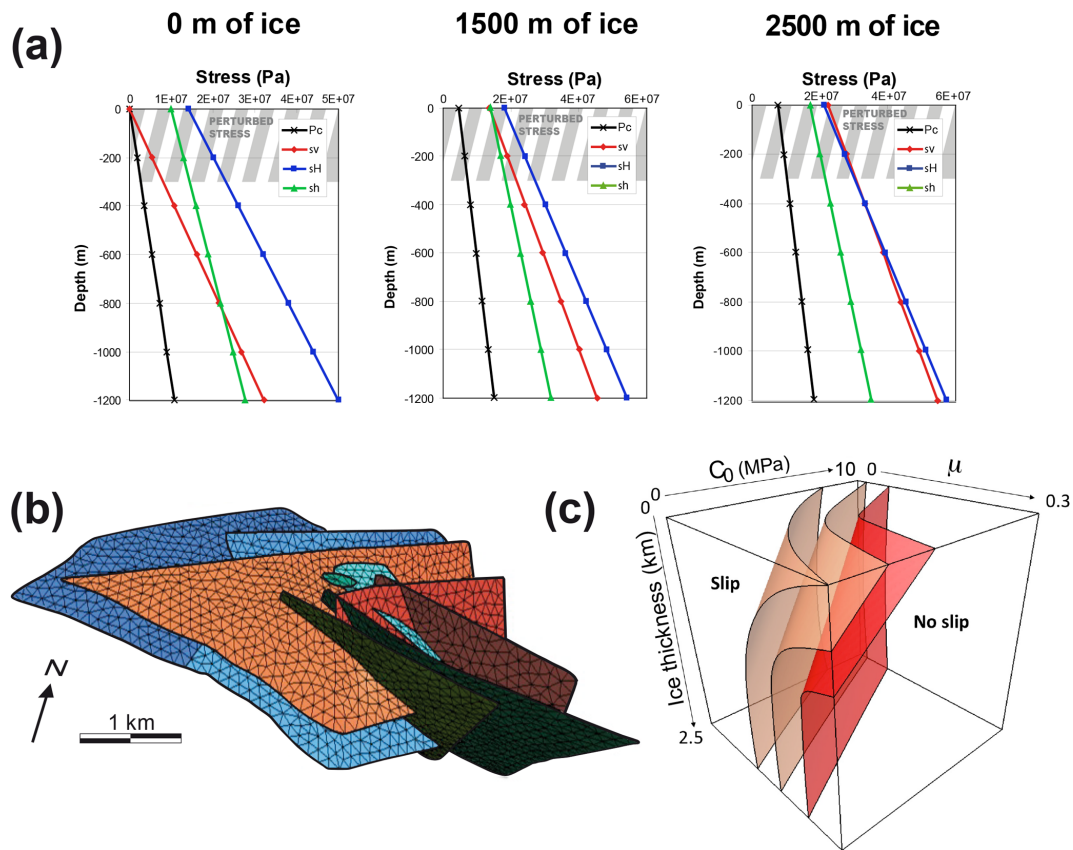 (a)
0 m of ice
1500 m of ice
2500 m of ice
Stress (Pa)
0 1E+07 2E+07 3E+07 4E+07 5E+07
0
-200
-400
-600
-800
-1000
-1200
Depth (m)
PERTURBED
STRESS
Pc
sv
sH
sh
Stress (Pa)
0 2E+07 4E+07 6E+07
0
-200
-400
-600
-800
-1000
-1200
Depth (m)
PERTURBED
STRESS
Pc
sv
sH
sh
Stress (Pa)
0 2E+07 4E+07 6E+07
0
-200
-400
-600
-800
-1000
-1200
Depth (m)
PERTURBED
STRESS
Pc
sv
sH
sh
(b)
N
1 km
(c)
C₀ (MPa)
0
10
0
μ
0.3
0
Ice thickness (km)
2.5
Slip
No slip